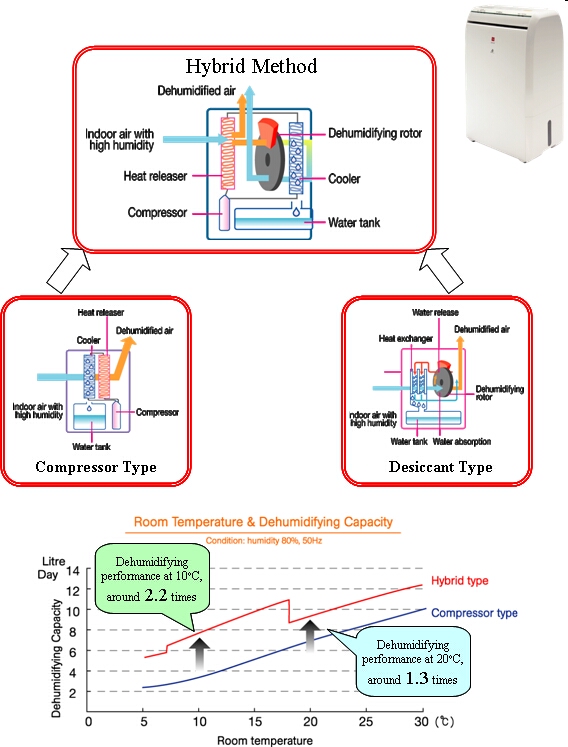 Hybrid Method
Dehumidified air
Indoor air with
high humidity
Dehumidifying rotor
Heat releaser
Cooler
Compressor
Water tank
Heat releaser
Cooler
Dehumidified air
Indoor air with
high humidity
Compressor
Water tank
Compressor Type
Water release
Heat exchanger
Dehumidified air
Dehumidifying
rotor
ndoor air with
high humidity
Water tank
Water absorption
Desiccant Type
Room Temperature & Dehumidifying Capacity
Condition: humidity 80%, 50Hz
Litre
Day
Dehumidifying Capacity
14
12
10
8
6
4
2
Dehumidifying
performance at 10°C,
around 2.2 times
Hybrid type
Compressor type
Dehumidifying
performance at 20°C,
around 1.3 times
0 5 10 15 20 25 30 (℃)
Room temperature